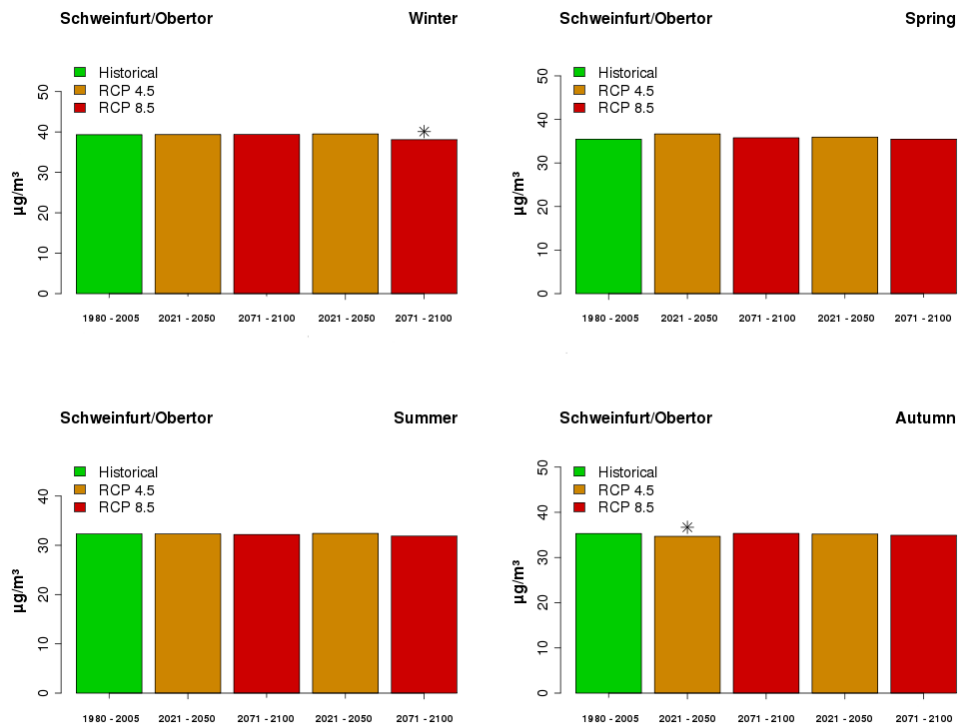 Schweinfurt/Obertor Winter
Historical
RCP 4.5
RCP 8.5
50
40
30
20
10
0
µg/m³
1980 - 2005 2021 - 2050 2071 - 2100 2021 - 2050 2071 - 2100
Schweinfurt/Obertor Spring
Historical
RCP 4.5
RCP 8.5
50
40
30
20
10
0
µg/m³
1980 - 2005 2021 - 2050 2071 - 2100 2021 - 2050 2071 - 2100
Schweinfurt/Obertor Summer
Historical
RCP 4.5
RCP 8.5
40
30
20
10
0
µg/m³
1980 - 2005 2021 - 2050 2071 - 2100 2021 - 2050 2071 - 2100
Schweinfurt/Obertor Autumn
Historical
RCP 4.5
RCP 8.5
50
40
30
20
10
0
µg/m³
1980 - 2005 2021 - 2050 2071 - 2100 2021 - 2050 2071 - 2100